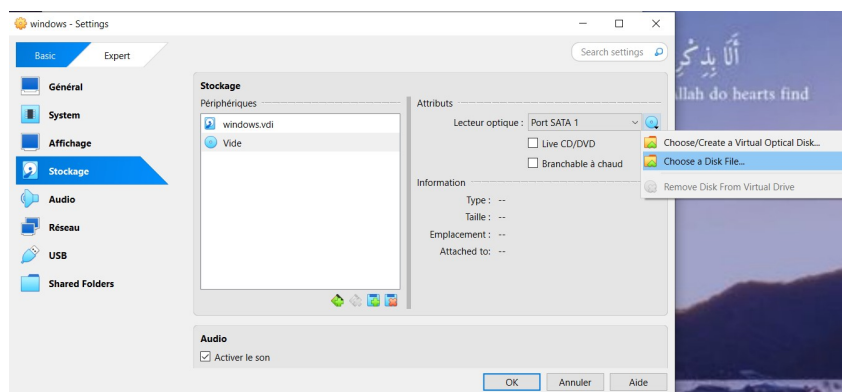 windows - Settings
Basic
Expert
Search settings
Général
System
Affichage
Stockage
Audio
Réseau
USB
Shared Folders
Stockage
Périphériques
windows.vdi
Vide
Attributs
Lecteur optique : Port SATA 1
Live CD/DVD
Branchable à chaud
Information
Type : --
Taille : --
Emplacement : --
Attached to: --
Audio
Activer le son
OK
Annuler
Aide
Choose/Create a Virtual Optical Disk...
Choose a Disk File...
Remove Disk From Virtual Drive
أَلَا بِذِكْرِ
llah do hearts find